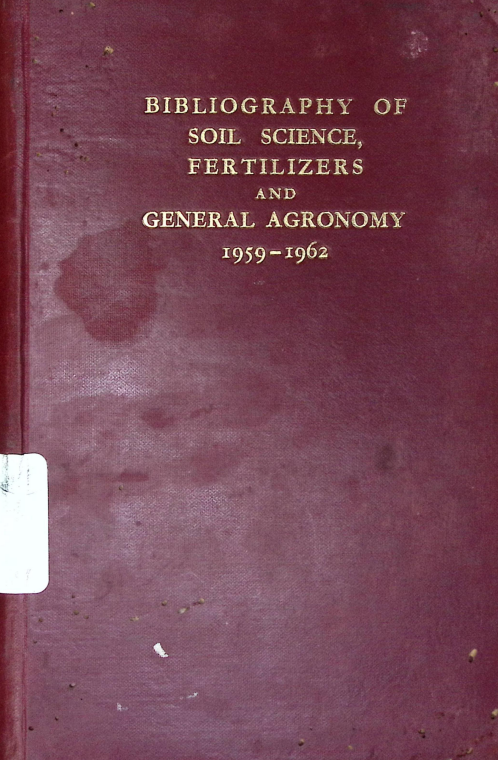 BIBLIOGRAPHY OF
SOIL SCIENCE,
FERTILIZERS
AND
GENERAL AGRONOMY
1959–1962